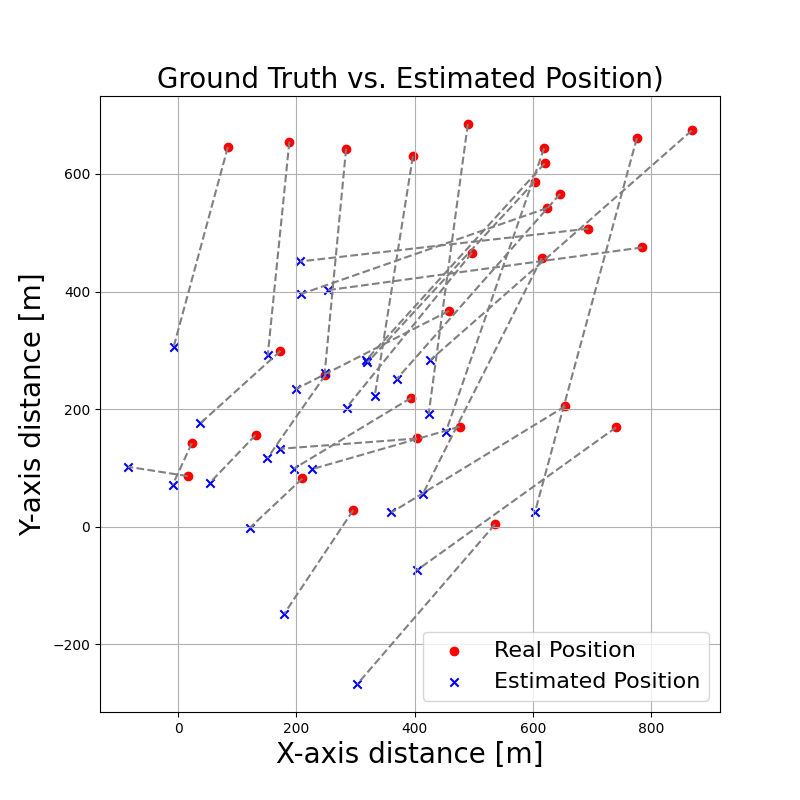 Ground Truth vs. Estimated Position)
Y-axis distance [m]
600
400
200
0
−200
0 200 400 600 800
X-axis distance [m]
Real Position
Estimated Position